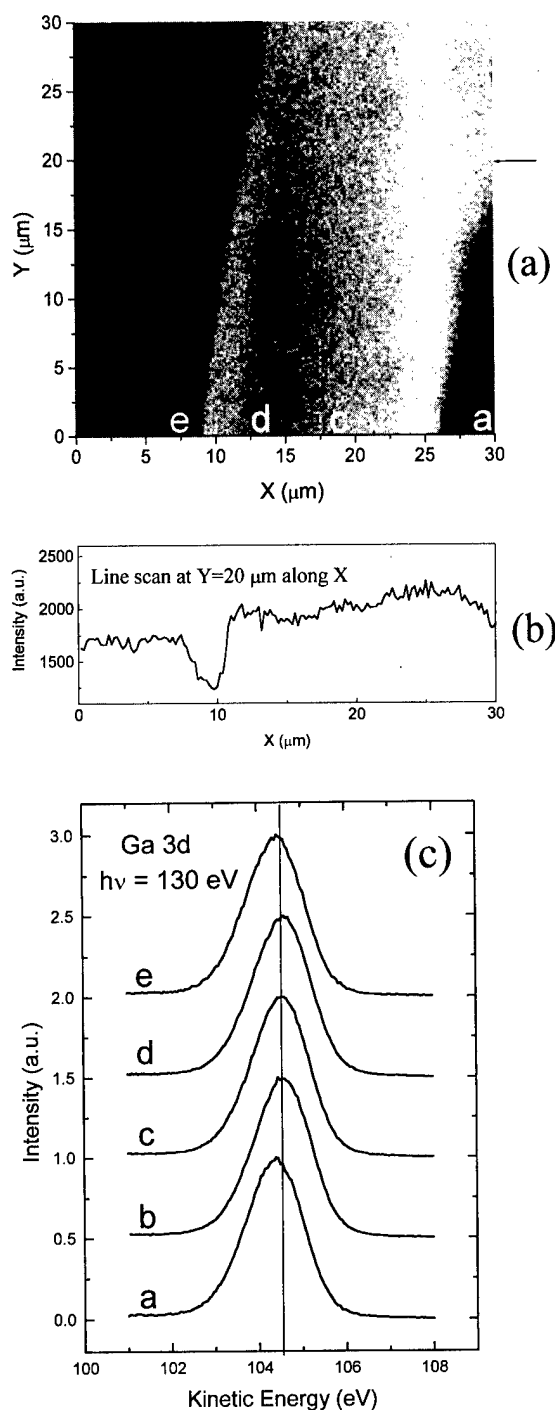 30
25
20
15
10
5
0
Y (μm)
e d c a
0 5 10 15 20 25 30
X (μm)
(a)
2500
2000
1500
Intensity (a.u.)
Line scan at Y=20 μm along X
0 10 20 30
X (μm)
(b)
3.0
2.5
2.0
1.5
1.0
0.5
0.0
Intensity (a.u.)
Ga 3d
hν = 130 eV
(c)
e
d
c
b
a
100 102 104 106 108
Kinetic Energy (eV)